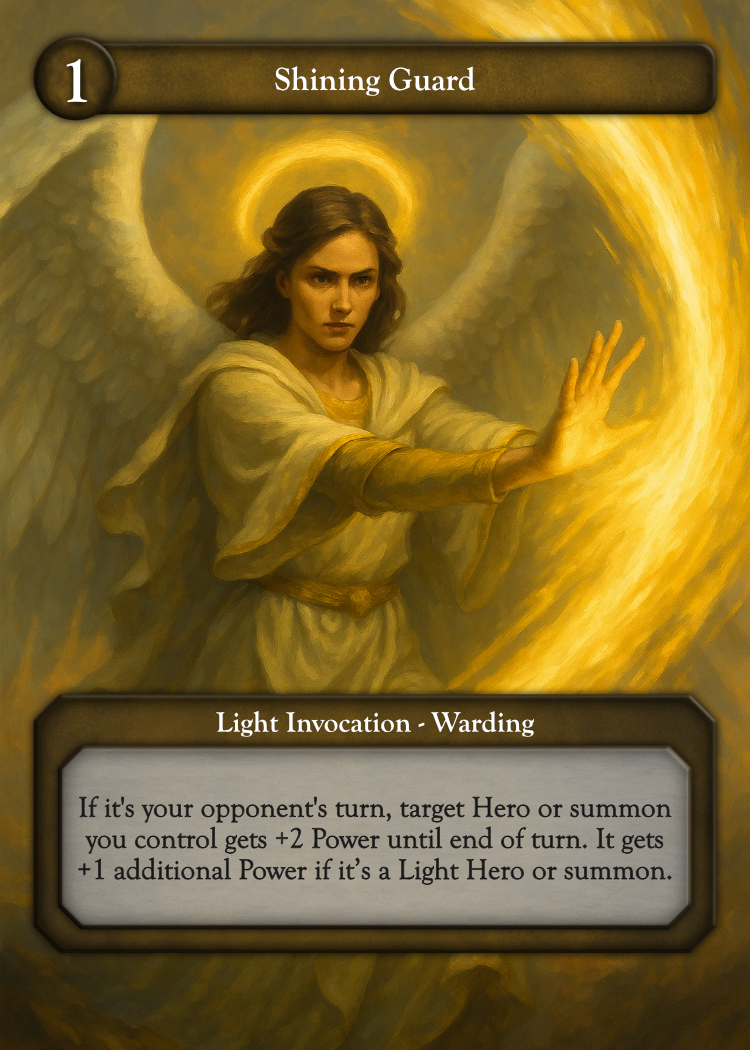 1
Shining Guard
Light Invocation - Warding
If it's your opponent's turn, target Hero or summon
you control gets +2 Power until end of turn. It gets
+1 additional Power if it’s a Light Hero or summon.